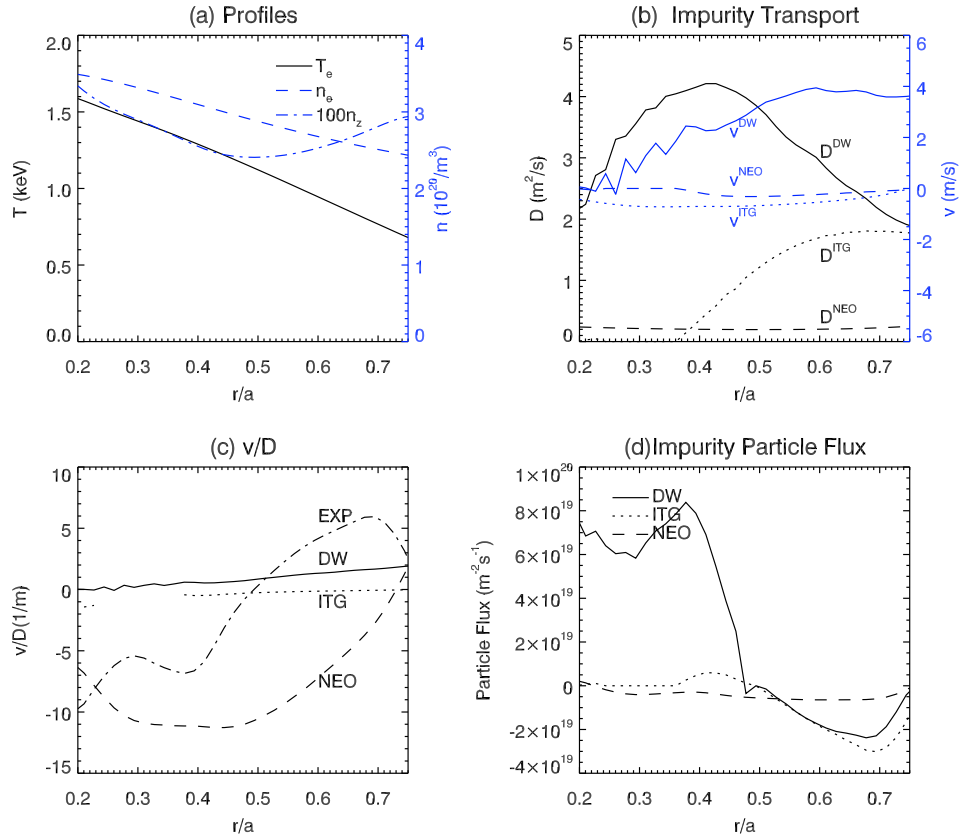 (a) Profiles
2.0
1.5
1.0
0.5
0.0
T (keV)
T_e
n_e
100n_z
4
3
2
1
0
n (10^20/m^3)
0.2 0.3 0.4 0.5 0.6 0.7
r/a
(b) Impurity Transport
5
4
3
2
1
0
D (m^2/s)
v^DW
D^DW
v^NEO
v^ITG
D^ITG
D^NEO
6
4
2
0
-2
-4
-6
v (m/s)
0.2 0.3 0.4 0.5 0.6 0.7
r/a
(c) v/D
10
5
0
-5
-10
-15
v/D(1/m)
EXP
DW
ITG
NEO
0.2 0.3 0.4 0.5 0.6 0.7
r/a
(d)Impurity Particle Flux
1×10^20
8×10^19
6×10^19
4×10^19
2×10^19
0
-2×10^19
-4×10^19
Particle Flux (m^-2s^-1)
DW
ITG
NEO
0.2 0.3 0.4 0.5 0.6 0.7
r/a